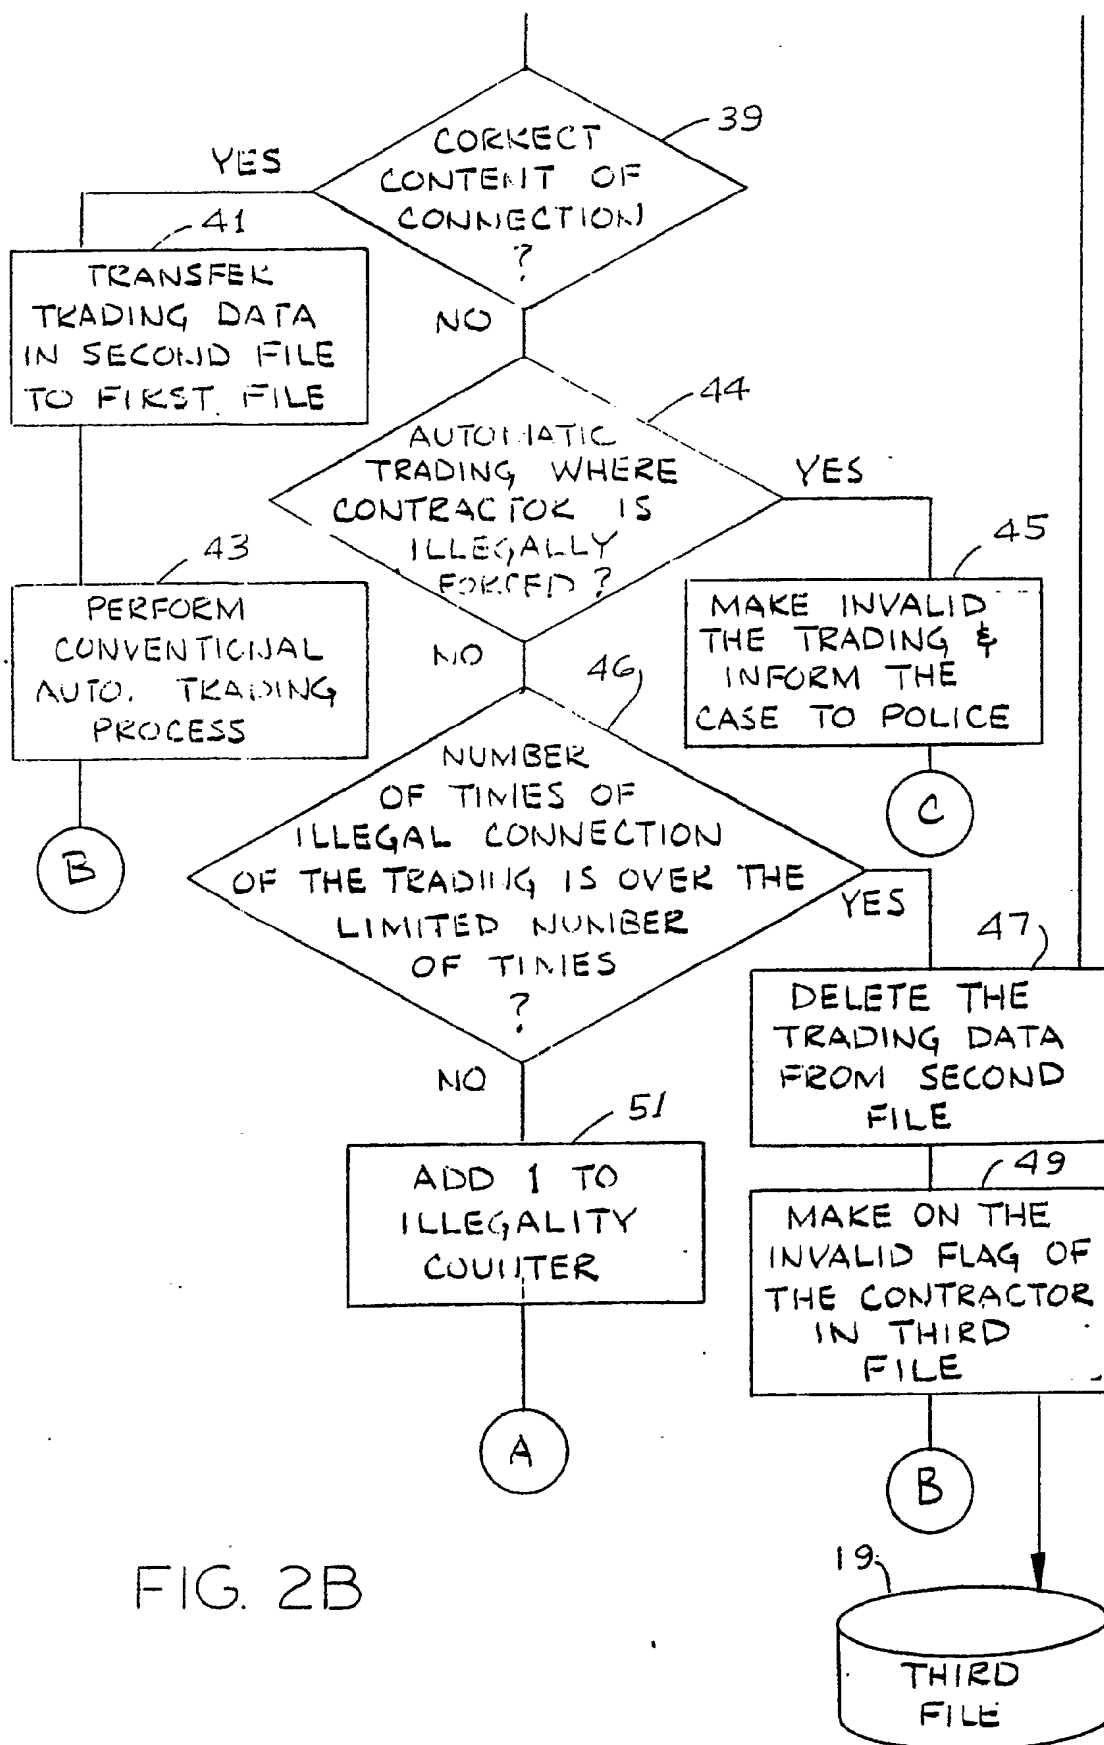 39
CORRECT
CONTENT OF
CONNECTION
?
YES
NO
41
TRANSFER
TRADING DATA
IN SECOND FILE
TO FIRST FILE
44
AUTOMATIC
TRADING WHERE
CONTRACTOR IS
ILLEGALLY
FORCED ?
YES
NO
43
PERFORM
CONVENTIONAL
AUTO. TRADING
PROCESS
B
45
MAKE INVALID
THE TRADING &
INFORM THE
CASE TO POLICE
C
46
NUMBER
OF TIMES OF
ILLEGAL CONNECTION
OF THE TRADING IS OVER THE
LIMITED NUMBER
OF TIMES
?
YES
NO
47
DELETE THE
TRADING DATA
FROM SECOND
FILE
51
ADD 1 TO
ILLEGALITY
COUNTER
A
49
MAKE ON THE
INVALID FLAG OF
THE CONTRACTOR
IN THIRD
FILE
B
19
THIRD
FILE
FIG. 2B